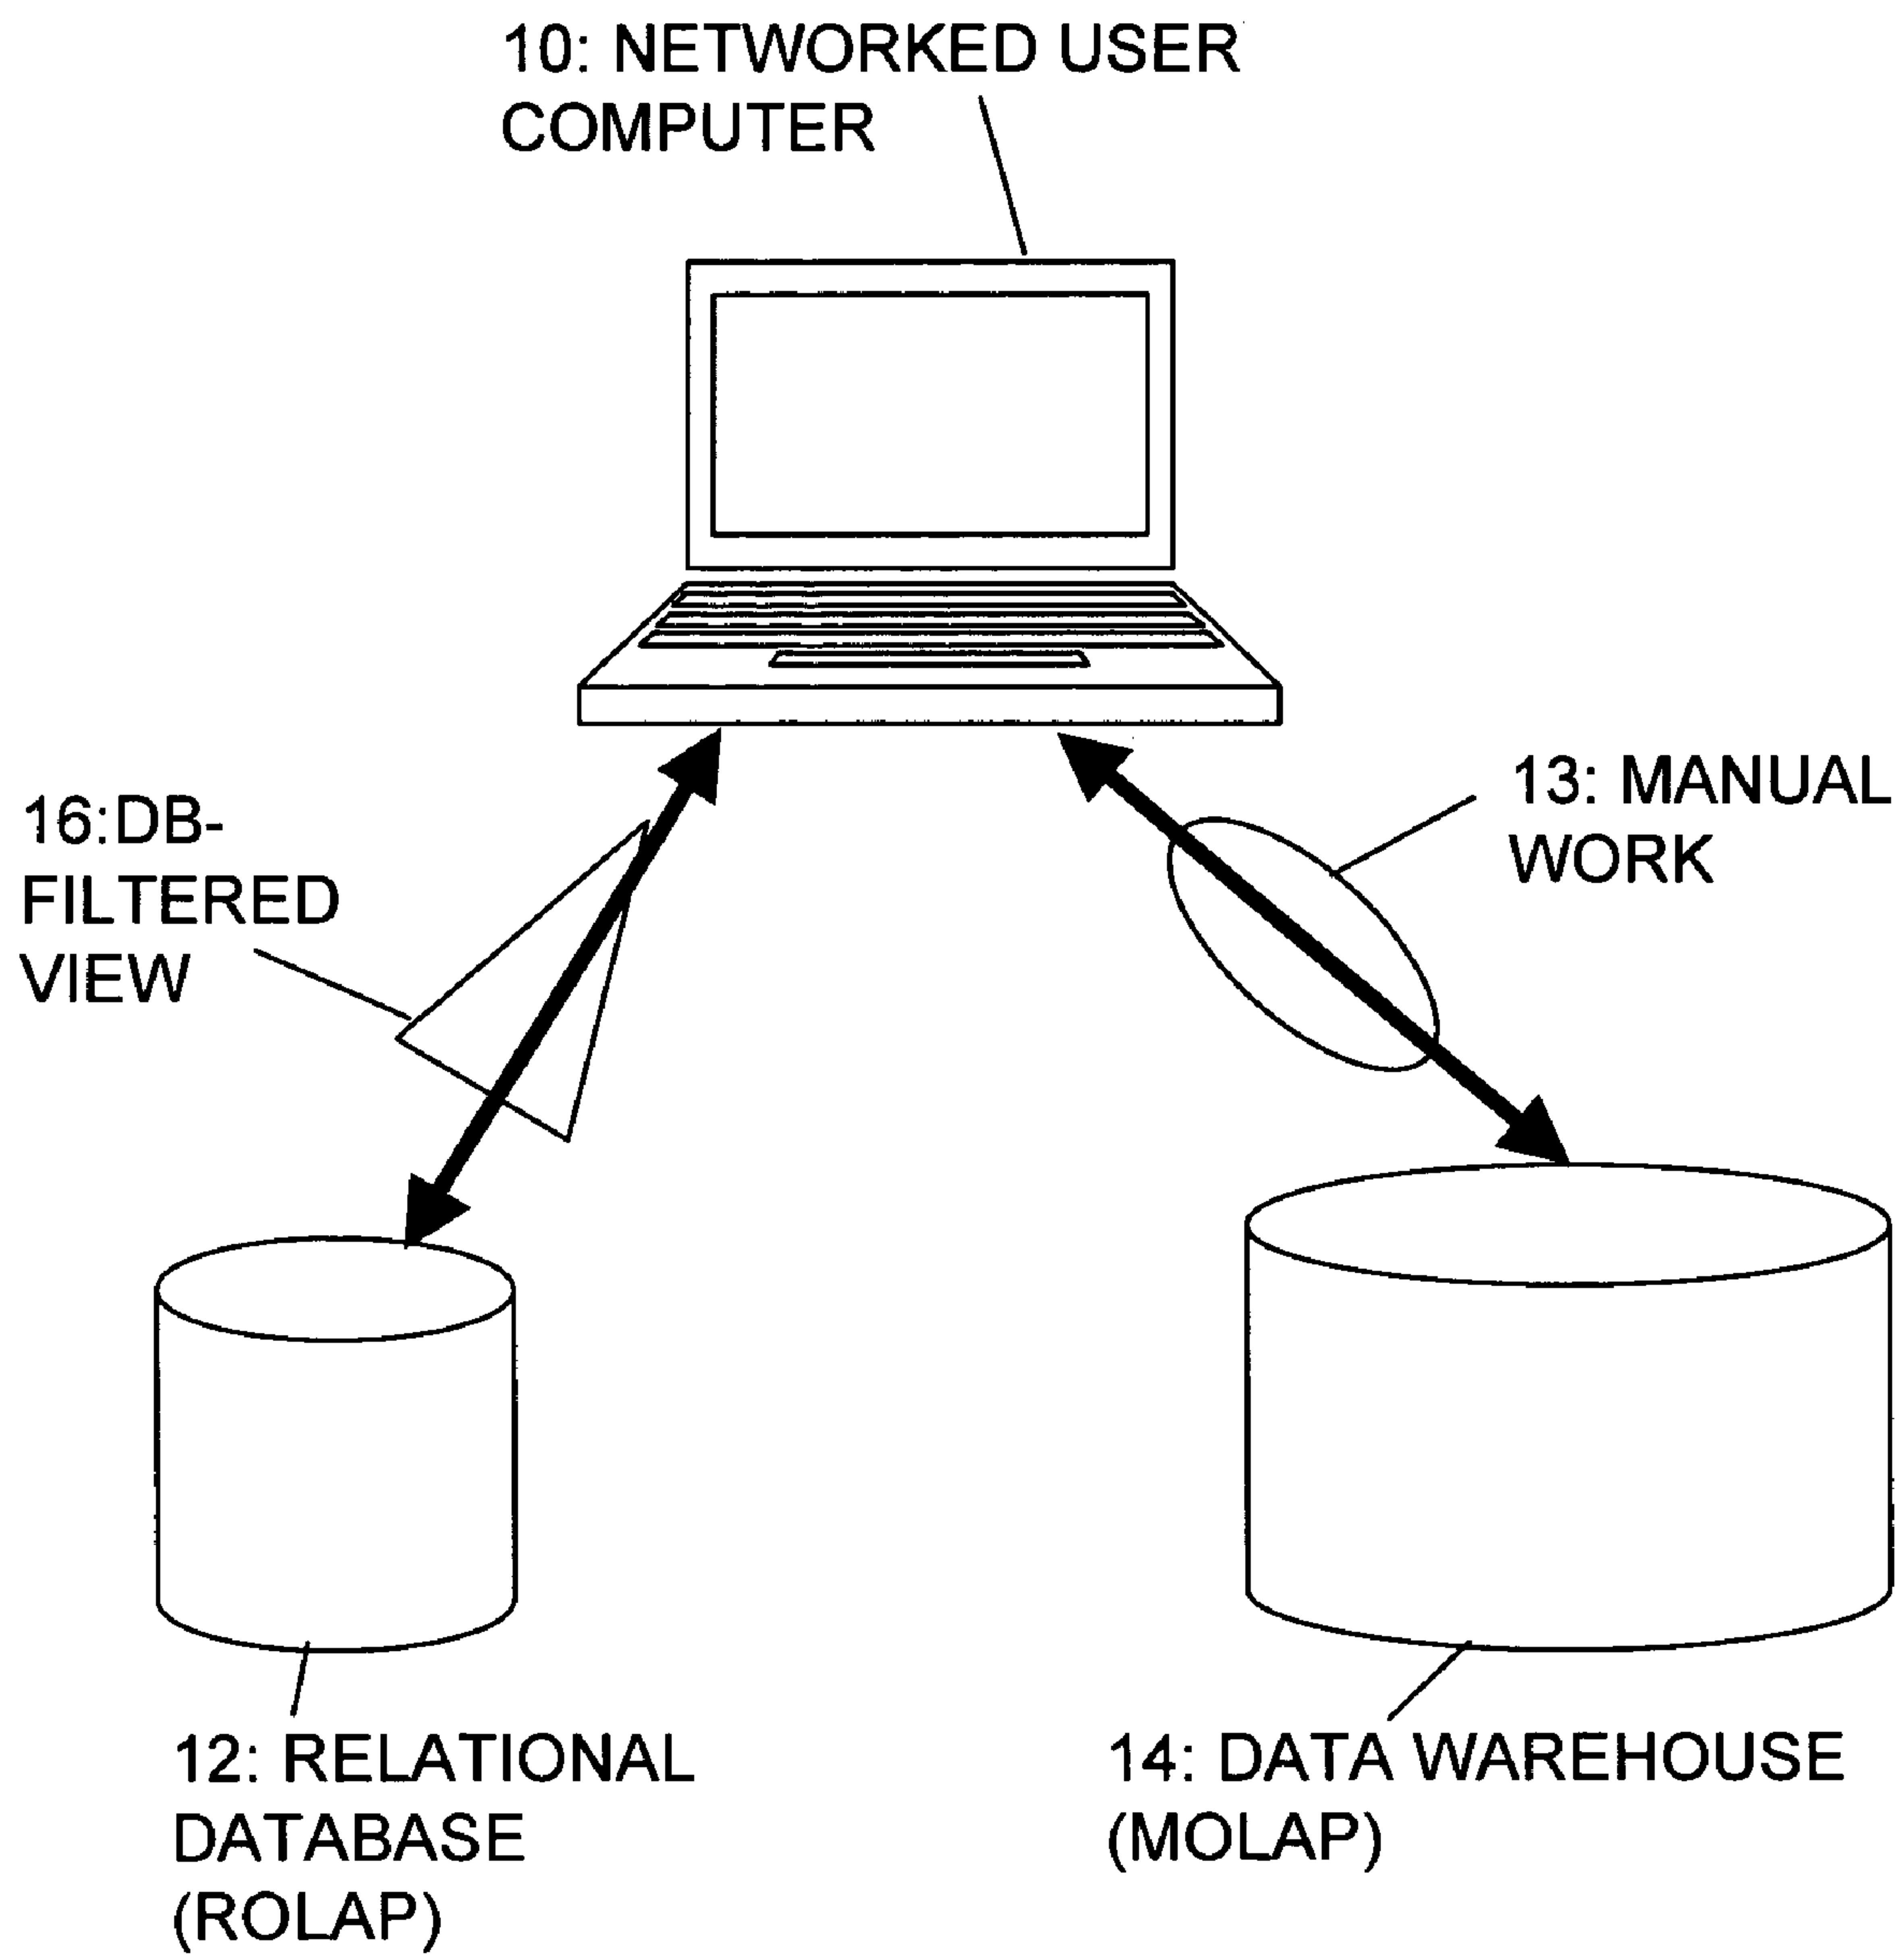 10: NETWORKED USER
COMPUTER
16:DB-
FILTERED
VIEW
13: MANUAL
WORK
12: RELATIONAL
DATABASE
(ROLAP)
14: DATA WAREHOUSE
(MOLAP)